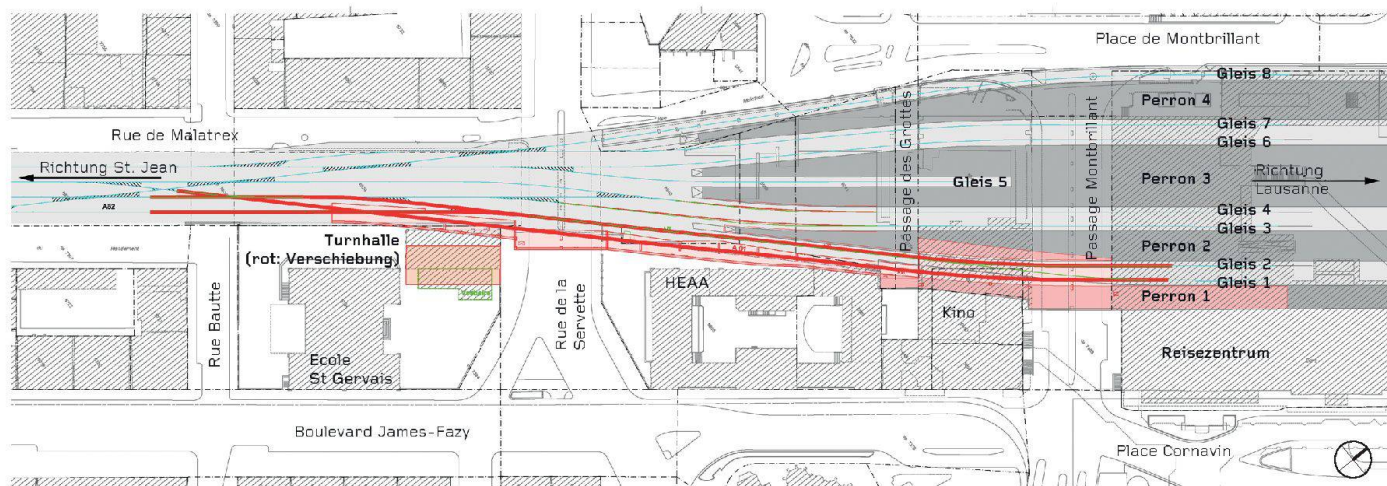 Place de Montbrillant
Gleis 8
Perron 4
Gleis 7
Gleis 6
Rue de Malatrex
Richtung St. Jean
Passage des Grottes
Passage Montbrillant
Gleis 5
Perron 3
Richtung
Lausanne
A82
Gleis 4
Gleis 3
Perron 2
Gleis 2
Gleis 1
Perron 1
Turnhalle
(rot: Verschiebung)
Rue Bautte
Rue de la
Servette
HEAA
Kino
Reisezentrum
Ecole
St Gervais
Boulevard James-Fazy
Place Cornavin